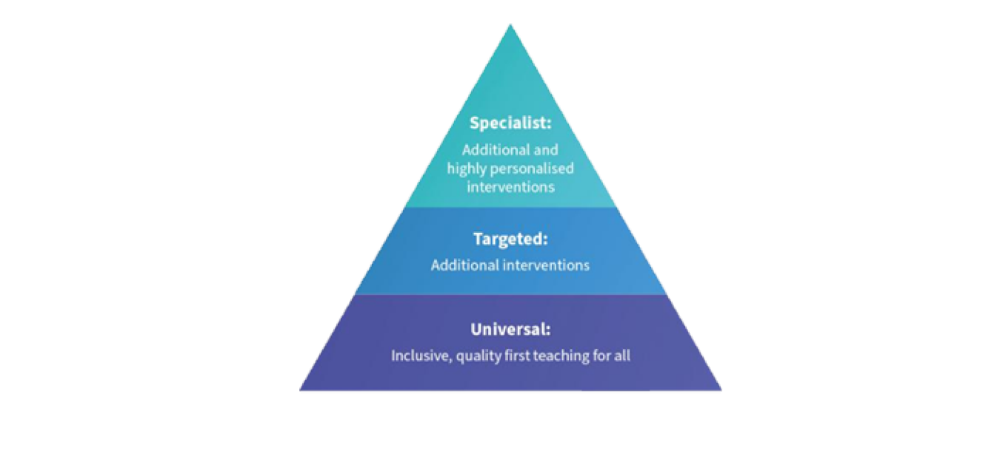 Specialist:
Additional and
highly personalised
interventions
Targeted:
Additional interventions
Universal:
Inclusive, quality first teaching for all